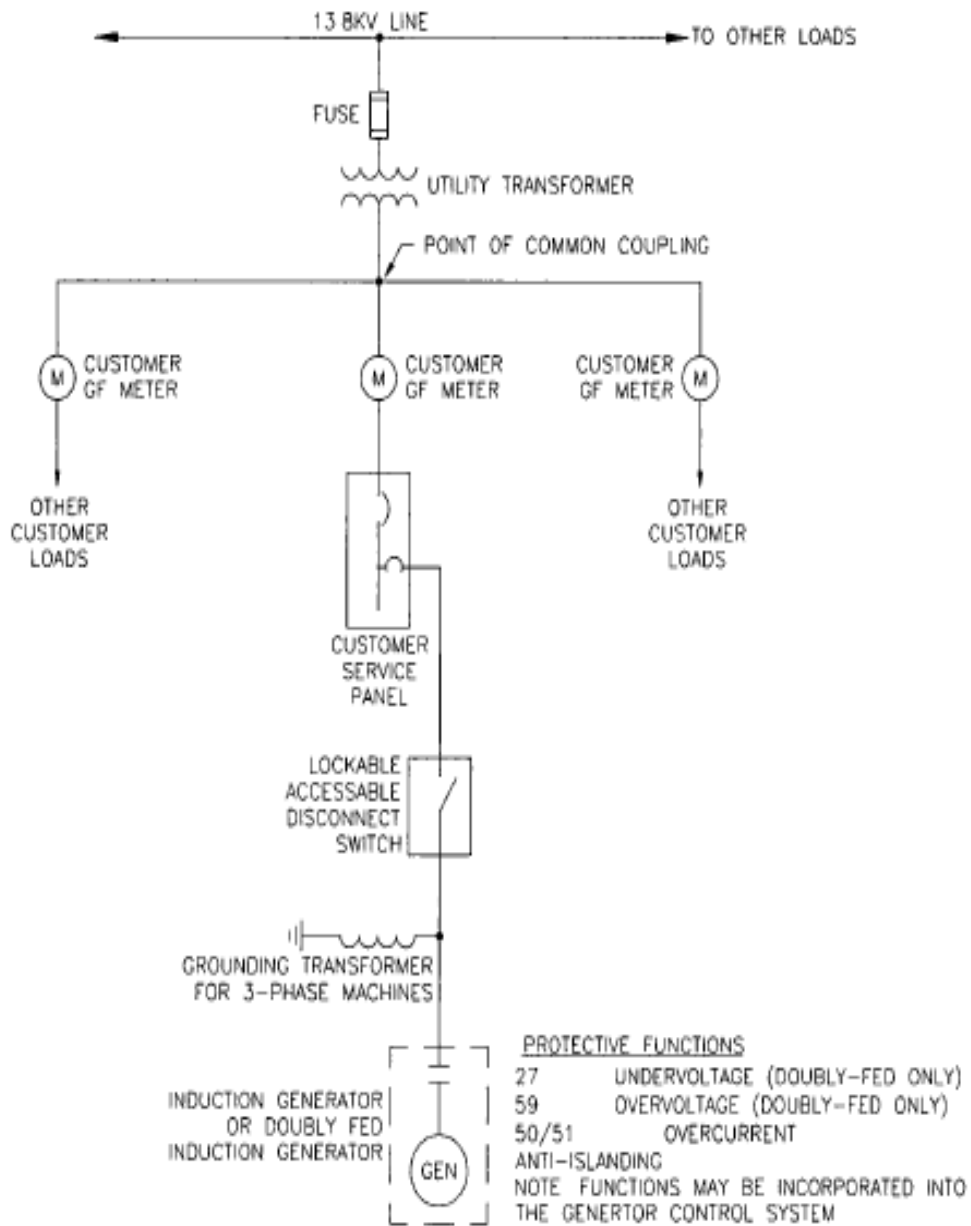 13 8KV LINE
TO OTHER LOADS
FUSE
UTILITY TRANSFORMER
POINT OF COMMON COUPLING
M
CUSTOMER
GF METER
M
CUSTOMER
GF METER
CUSTOMER
GF METER
M
OTHER
CUSTOMER
LOADS
OTHER
CUSTOMER
LOADS
CUSTOMER
SERVICE
PANEL
LOCKABLE
ACCESSABLE
DISCONNECT
SWITCH
GROUNDING TRANSFORMER
FOR 3-PHASE MACHINES
INDUCTION GENERATOR
OR DOUBLY FED
INDUCTION GENERATOR
GEN
PROTECTIVE FUNCTIONS
27 UNDERVOLTAGE (DOUBLY-FED ONLY)
59 OVERVOLTAGE (DOUBLY-FED ONLY)
50/51 OVERCURRENT
ANTI-ISLANDING
NOTE FUNCTIONS MAY BE INCORPORATED INTO
THE GENERTOR CONTROL SYSTEM